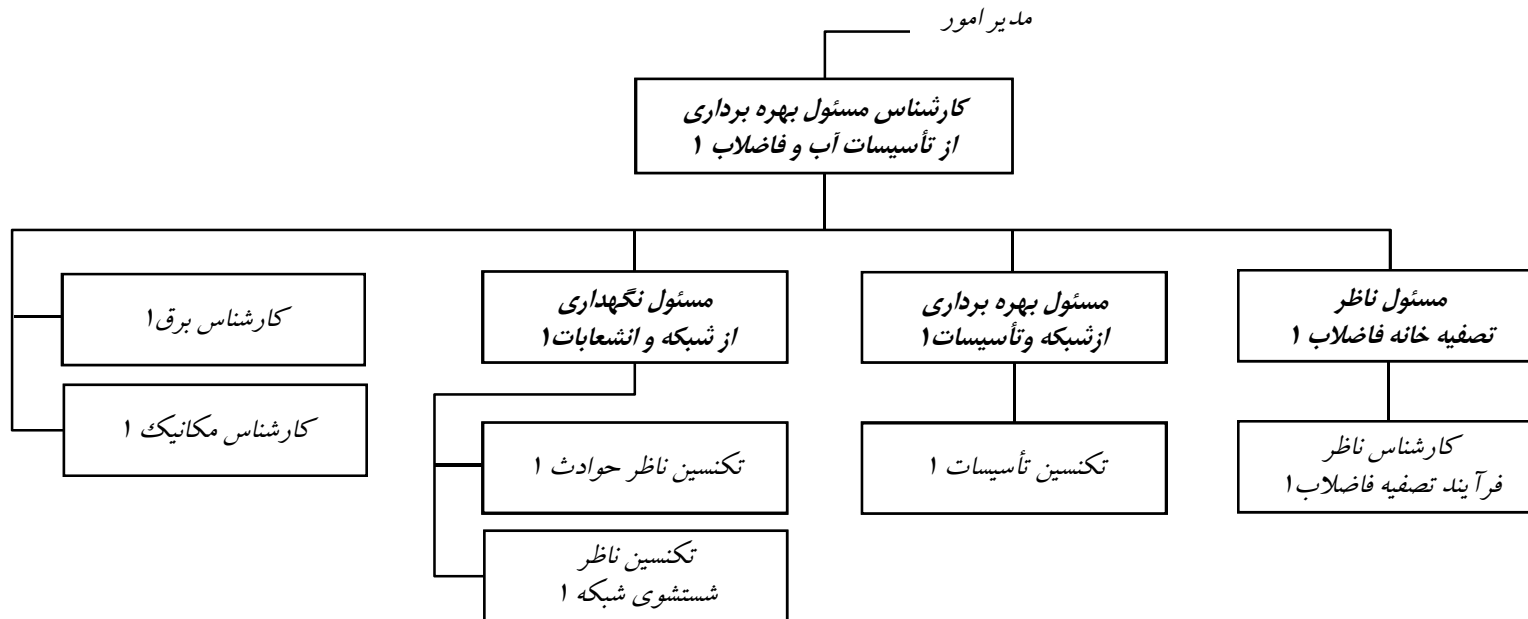 مدیر امور
کارشناس مسئول بهره برداری
از تأسیسات آب و فاضلاب ۱
مسئول ناظر
تصفیه خانه فاضلاب ۱
کارشناس ناظر
فرآیند تصفیه فاضلاب۱
مسئول بهره برداری
ازشبکه وتأسیسات۱
تکنسین تأسیسات ۱
مسئول نگهداری
از شبکه و انشعابات۱
تکنسین ناظر حوادث ۱
تکنسین ناظر
شستشوی شبکه ۱
کارشناس برق۱
کارشناس مکانیک ۱